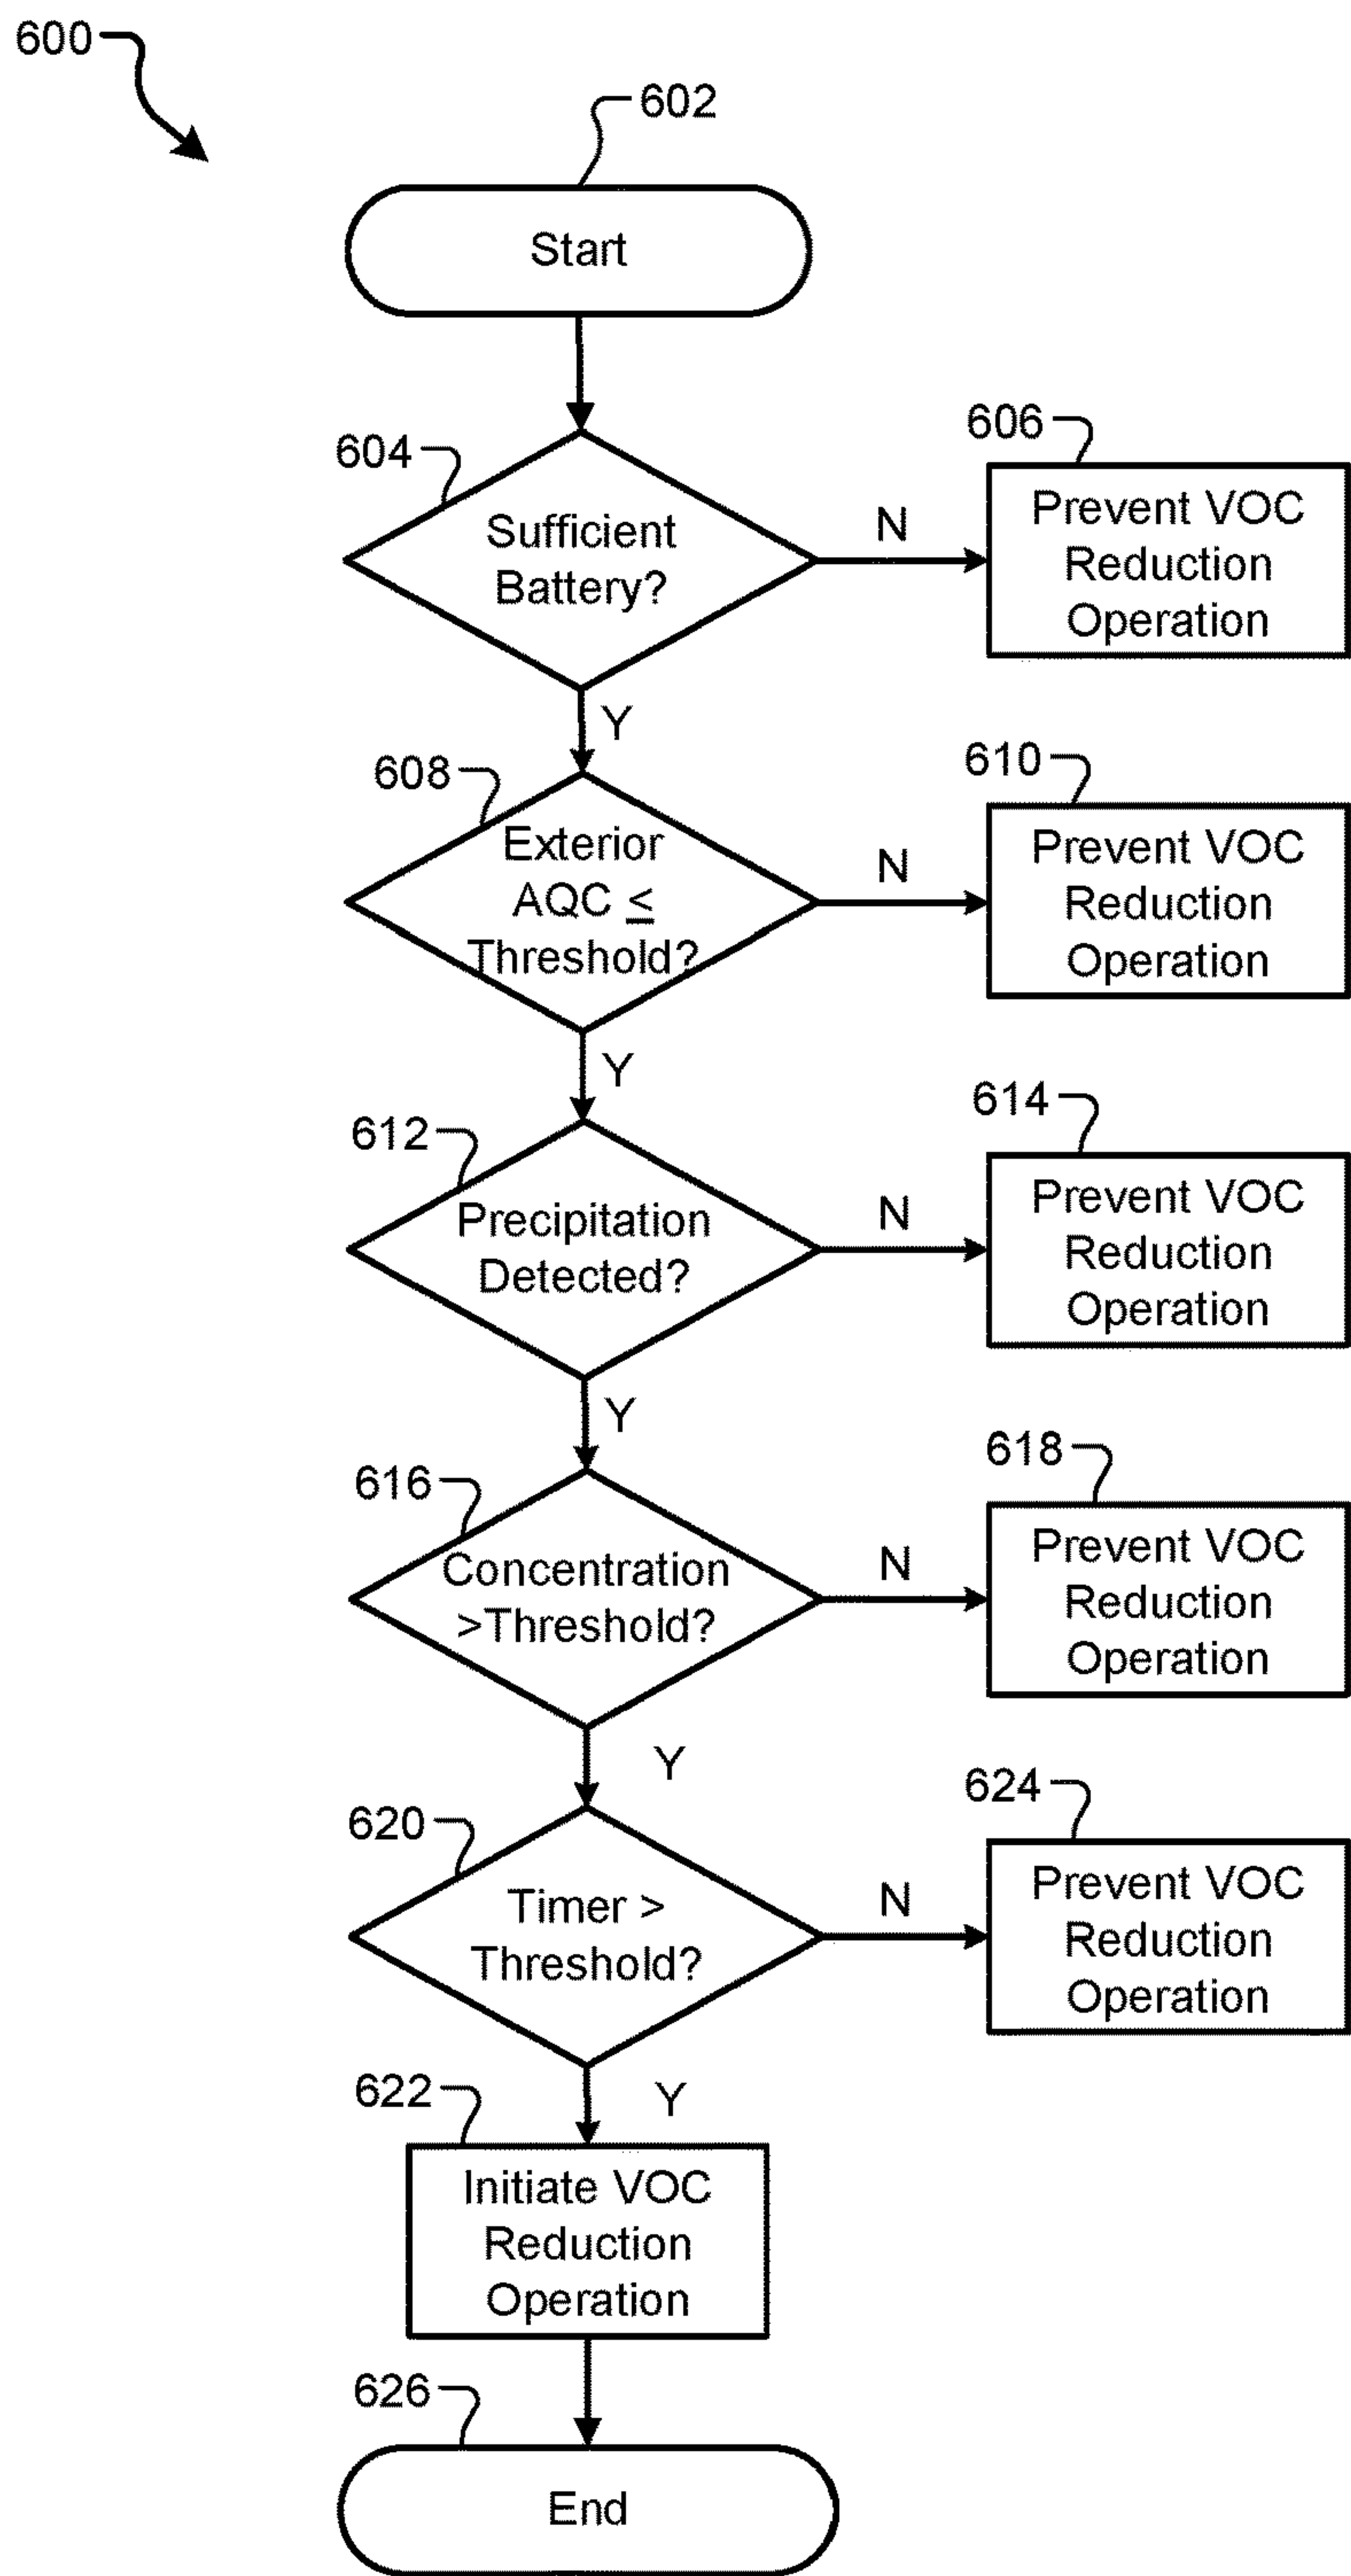 600
602
Start
604
Sufficient
Battery?
N
606
Prevent VOC
Reduction
Operation
Y
608
Exterior
AQC ≤
Threshold?
N
610
Prevent VOC
Reduction
Operation
Y
612
Precipitation
Detected?
N
614
Prevent VOC
Reduction
Operation
Y
616
Concentration
>Threshold?
N
618
Prevent VOC
Reduction
Operation
Y
620
Timer >
Threshold?
N
624
Prevent VOC
Reduction
Operation
Y
622
Initiate VOC
Reduction
Operation
626
End